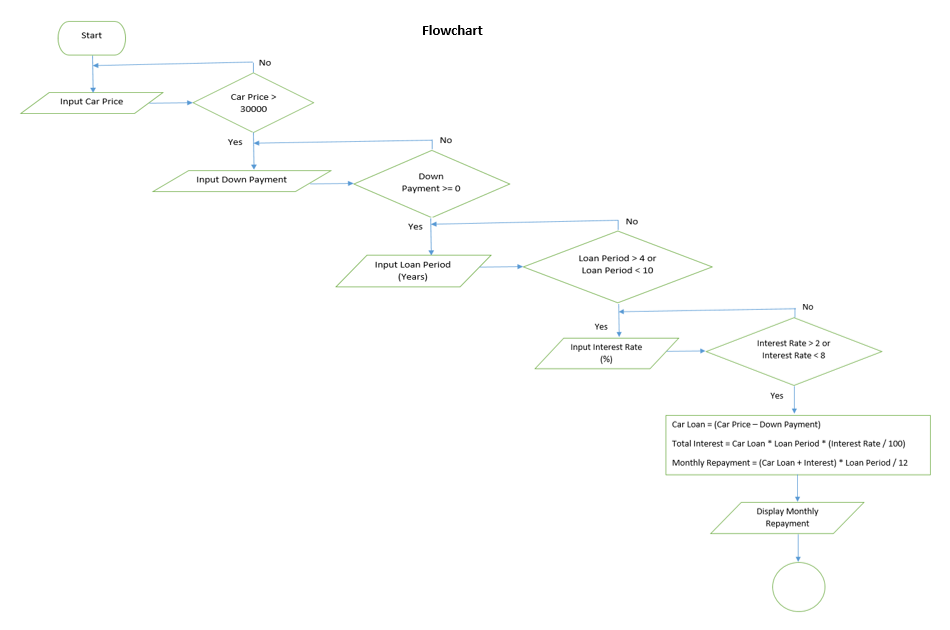 Flowchart
Start
No
Input Car Price
Car Price >
30000
Yes
No
Input Down Payment
Down
Payment >= 0
Yes
No
Input Loan Period
(Years)
Loan Period > 4 or
Loan Period < 10
Yes
No
Input Interest Rate
(%)
Interest Rate > 2 or
Interest Rate < 8
Yes
Car Loan = (Car Price – Down Payment)
Total Interest = Car Loan * Loan Period * (Interest Rate / 100)
Monthly Repayment = (Car Loan + Interest) * Loan Period / 12
Display Monthly
Repayment